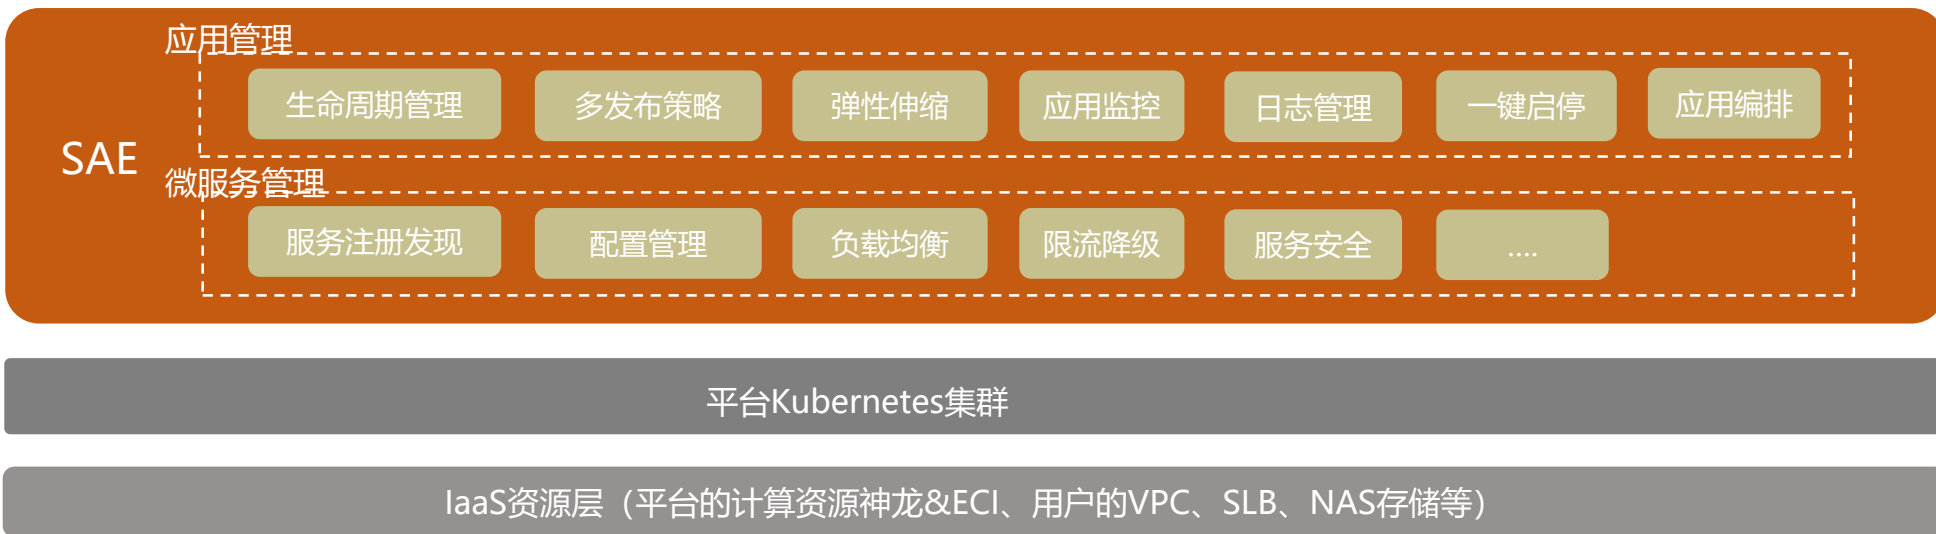 应用管理
生命周期管理
多发布策略
弹性伸缩
应用监控
日志管理
一键启停
应用编排
SAE
微服务管理
服务注册发现
配置管理
负载均衡
限流降级
服务安全
....
平台Kubernetes集群
IaaS资源层（平台的计算资源神龙&ECI、用户的VPC、SLB、NAS存储等）